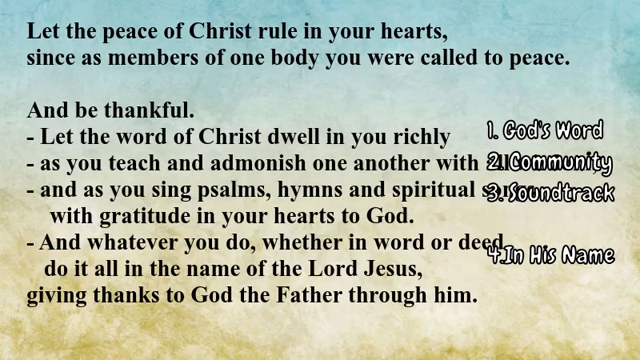 Let the peace of Christ rule in your hearts,
since as members of one body you were called to peace.
And be thankful.
- Let the word of Christ dwell in you richly
1. God's Word
- as you teach and admonish one another with
2. Community
- and as you sing psalms, hymns and spiritual
3. Soundtrack
with gratitude in your hearts to God.
- And whatever you do, whether in word or deed
4. In His Name
do it all in the name of the Lord Jesus,
giving thanks to God the Father through him.